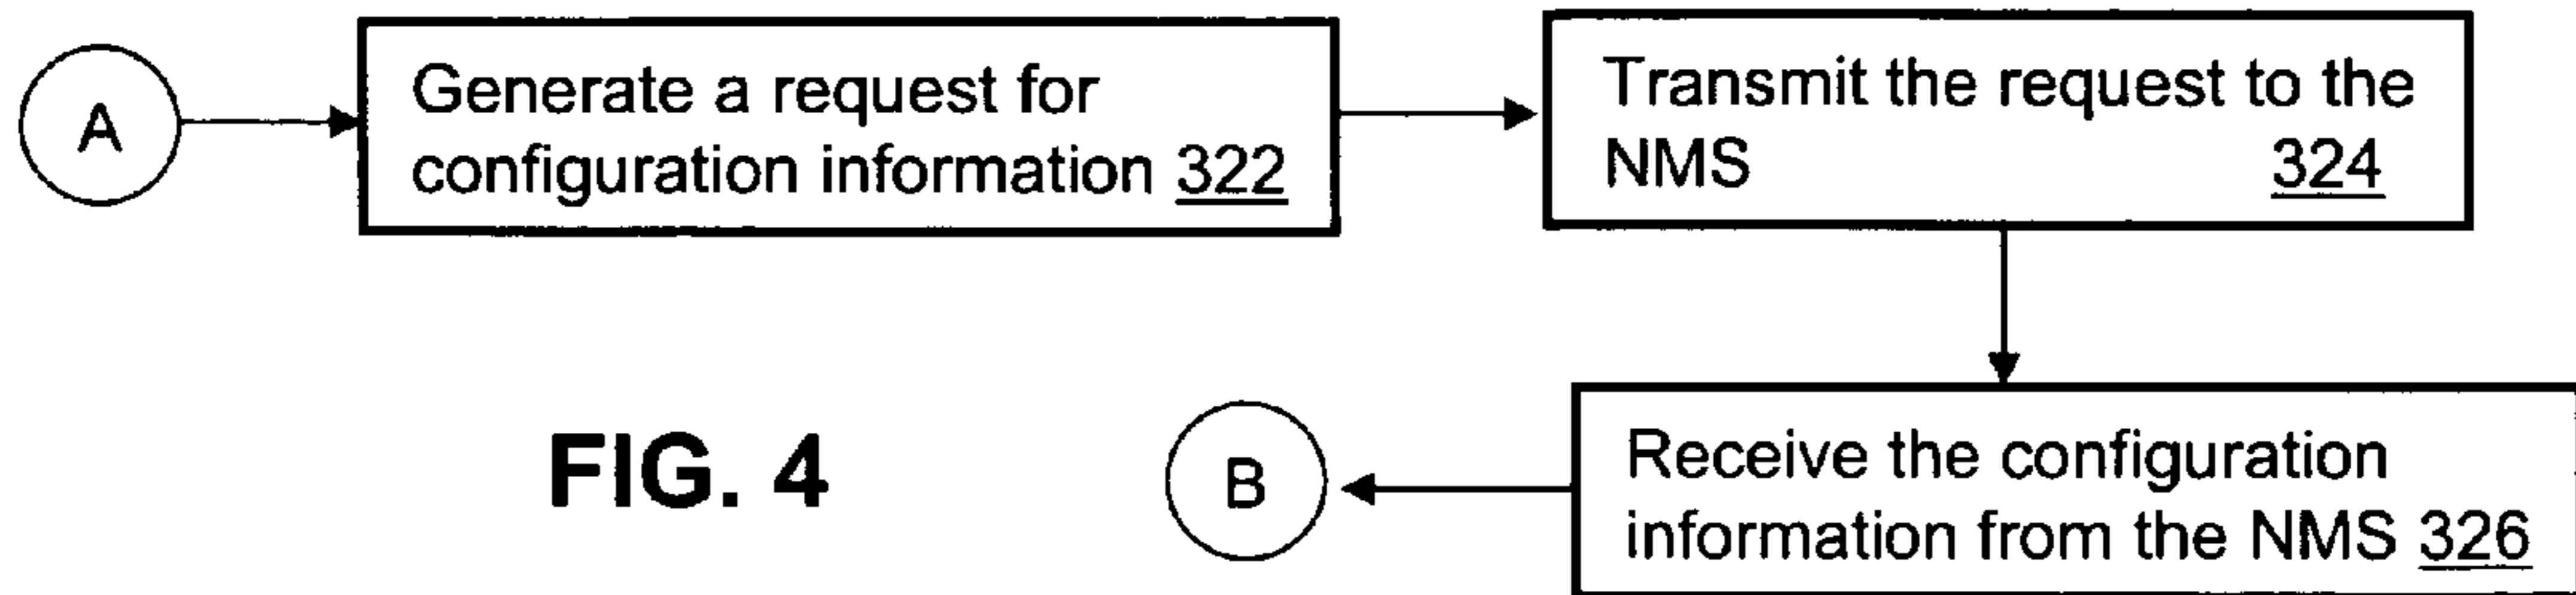 A
Generate a request for
configuration information 322
Transmit the request to the
NMS 324
Receive the configuration
information from the NMS 326
B
FIG. 4